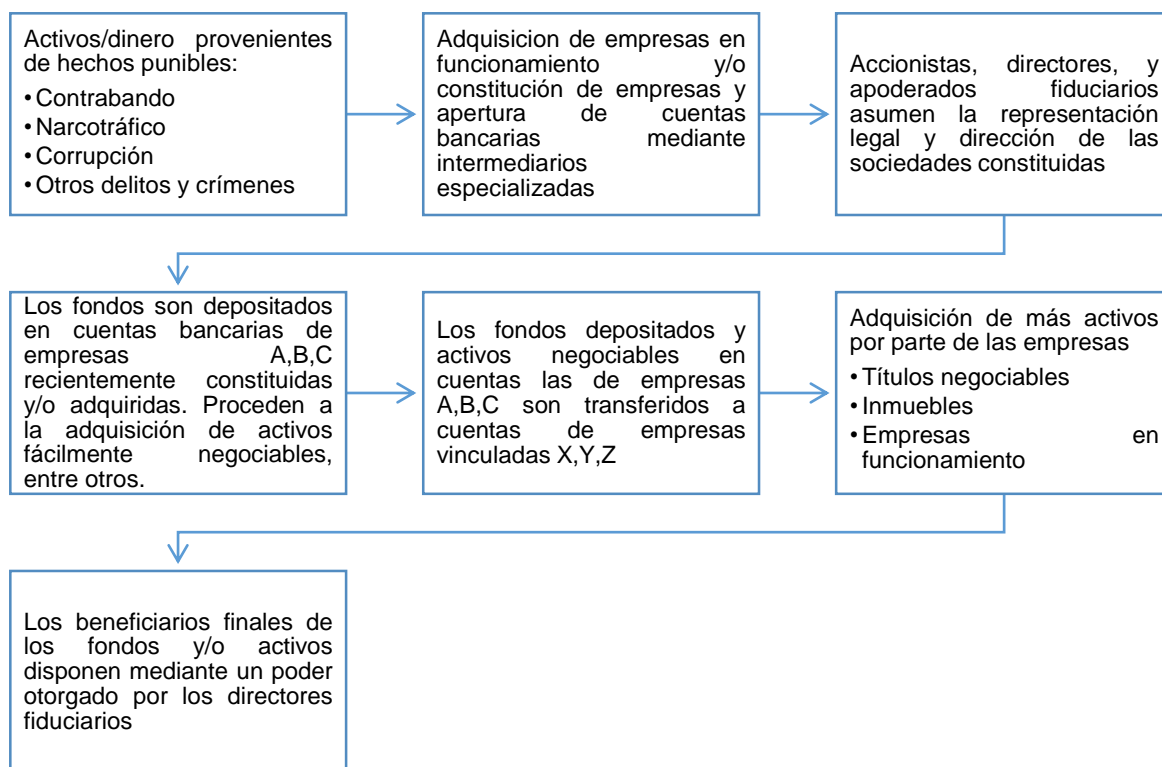 Activos/dinero provenientes
de hechos punibles:
• Contrabando
• Narcotráfico
• Corrupción
• Otros delitos y crímenes
Adquisicion de empresas en
funcionamiento y/o
constitución de empresas y
apertura de cuentas
bancarias mediante
intermediarios
especializadas
Accionistas, directores, y
apoderados fiduciarios
asumen la representación
legal y dirección de las
sociedades constituidas
Los fondos son depositados
en cuentas bancarias de
empresas A,B,C
recientemente constituidas
y/o adquiridas. Proceden a
la adquisición de activos
fácilmente negociables,
entre otros.
Los fondos depositados y
activos negociables en
cuentas las de empresas
A,B,C son transferidos a
cuentas de empresas
vinculadas X,Y,Z
Adquisición de más activos
por parte de las empresas
• Títulos negociables
• Inmuebles
• Empresas en
funcionamiento
Los beneficiarios finales de
los fondos y/o activos
disponen mediante un poder
otorgado por los directores
fiduciarios